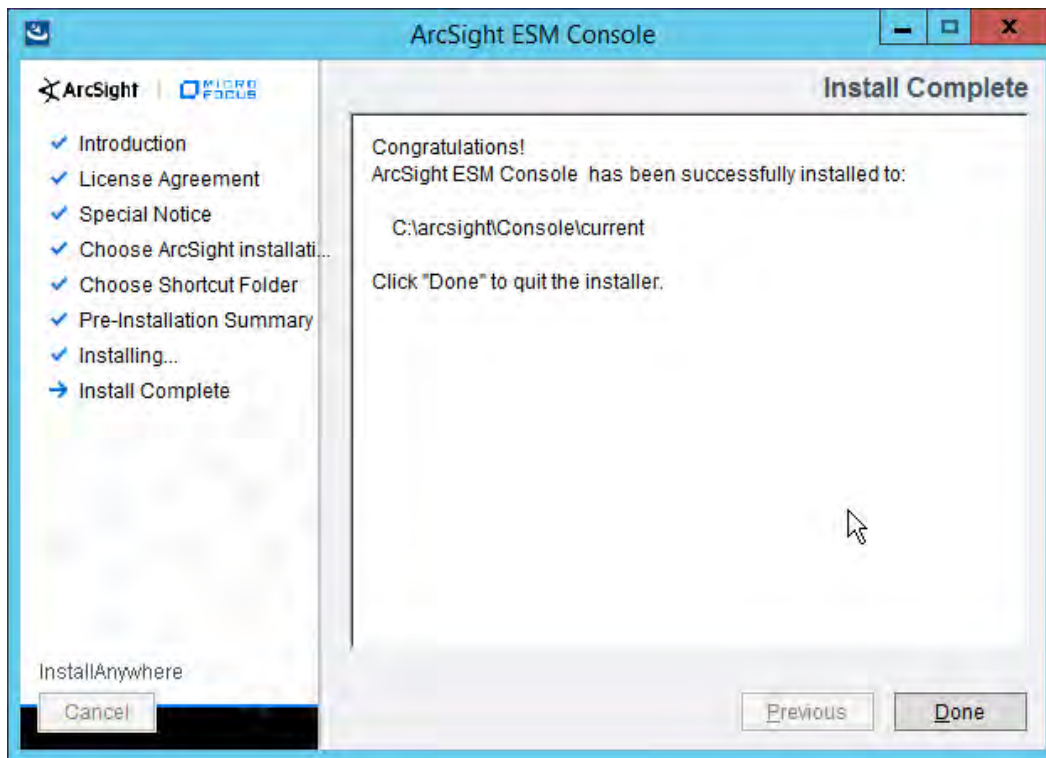 ArcSight ESM Console
ArcSight | MICRO FOCUS
Install Complete
Introduction
License Agreement
Special Notice
Choose ArcSight installati...
Choose Shortcut Folder
Pre-Installation Summary
Installing...
Install Complete
Congratulations!
ArcSight ESM Console has been successfully installed to:
C:\arcsight\Console\current
Click "Done" to quit the installer.
InstallAnywhere
Cancel
Previous
Done